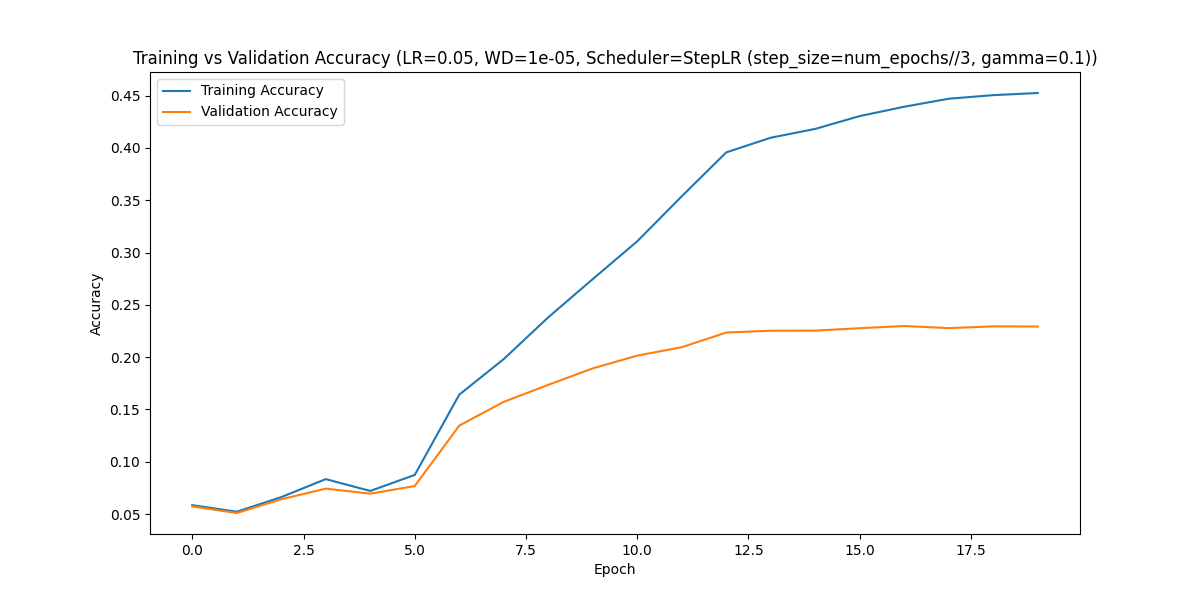 Training vs Validation Accuracy (LR=0.05, WD=1e-05, Scheduler=StepLR (step_size=num_epochs//3, gamma=0.1))
Training Accuracy
Validation Accuracy
Accuracy
0.45
0.40
0.35
0.30
0.25
0.20
0.15
0.10
0.05
0.0 2.5 5.0 7.5 10.0 12.5 15.0 17.5
Epoch